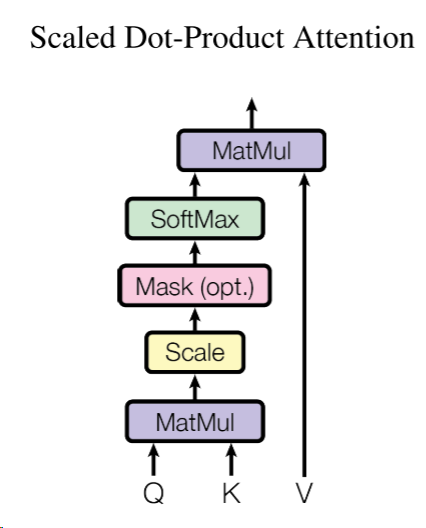 Scaled Dot-Product Attention
MatMul
SoftMax
Mask (opt.)
Scale
MatMul
Q K V